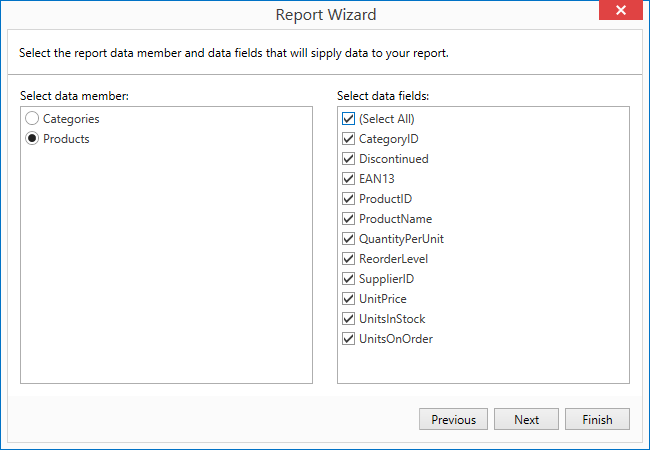 Report Wizard
Select the report data member and data fields that will sipply data to your report.
Select data member:
Categories
Products
Select data fields:
(Select All)
CategoryID
Discontinued
EAN13
ProductID
ProductName
QuantityPerUnit
ReorderLevel
SupplierID
UnitPrice
UnitsInStock
UnitsOnOrder
Previous
Next
Finish